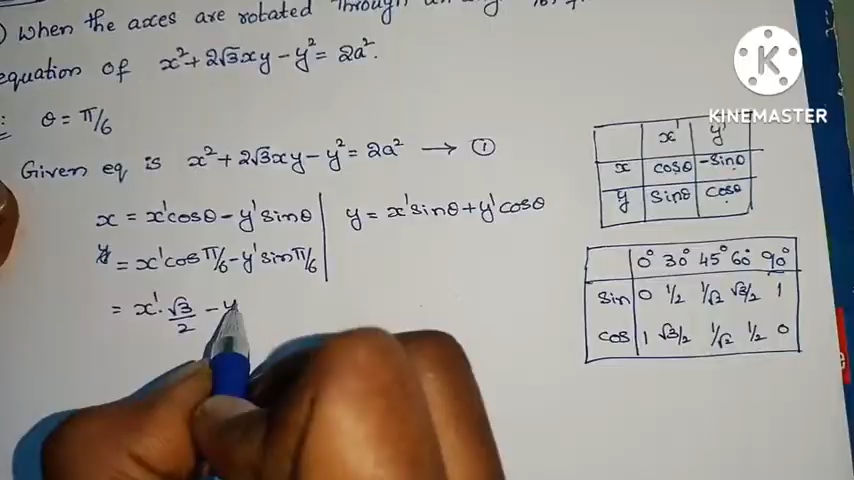 ) When the axes are rotated through an
equation of x² + 2√3xy - y² = 2a².
: θ = π/6
Given eq is x² + 2√3xy - y² = 2a² → ①
x = x'cosθ - y'sinθ | y = x'sinθ + y'cosθ
= x'cos π/6 - y'sin π/6
= x'. √3/2 - y
x' y'
x cosθ -sinθ
y sinθ cosθ
0° 30° 45° 60° 90°
sin 0 1/2 1/√2 √3/2 1
cos 1 √3/2 1/√2 1/2 0
K
KINEMASTER